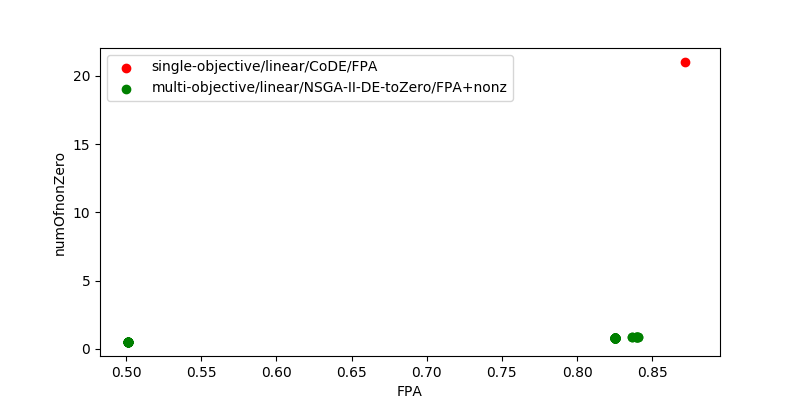 single-objective/linear/CoDE/FPA
multi-objective/linear/NSGA-II-DE-toZero/FPA+nonz
20
15
10
5
0
numOfnonZero
0.50 0.55 0.60 0.65 0.70 0.75 0.80 0.85
FPA